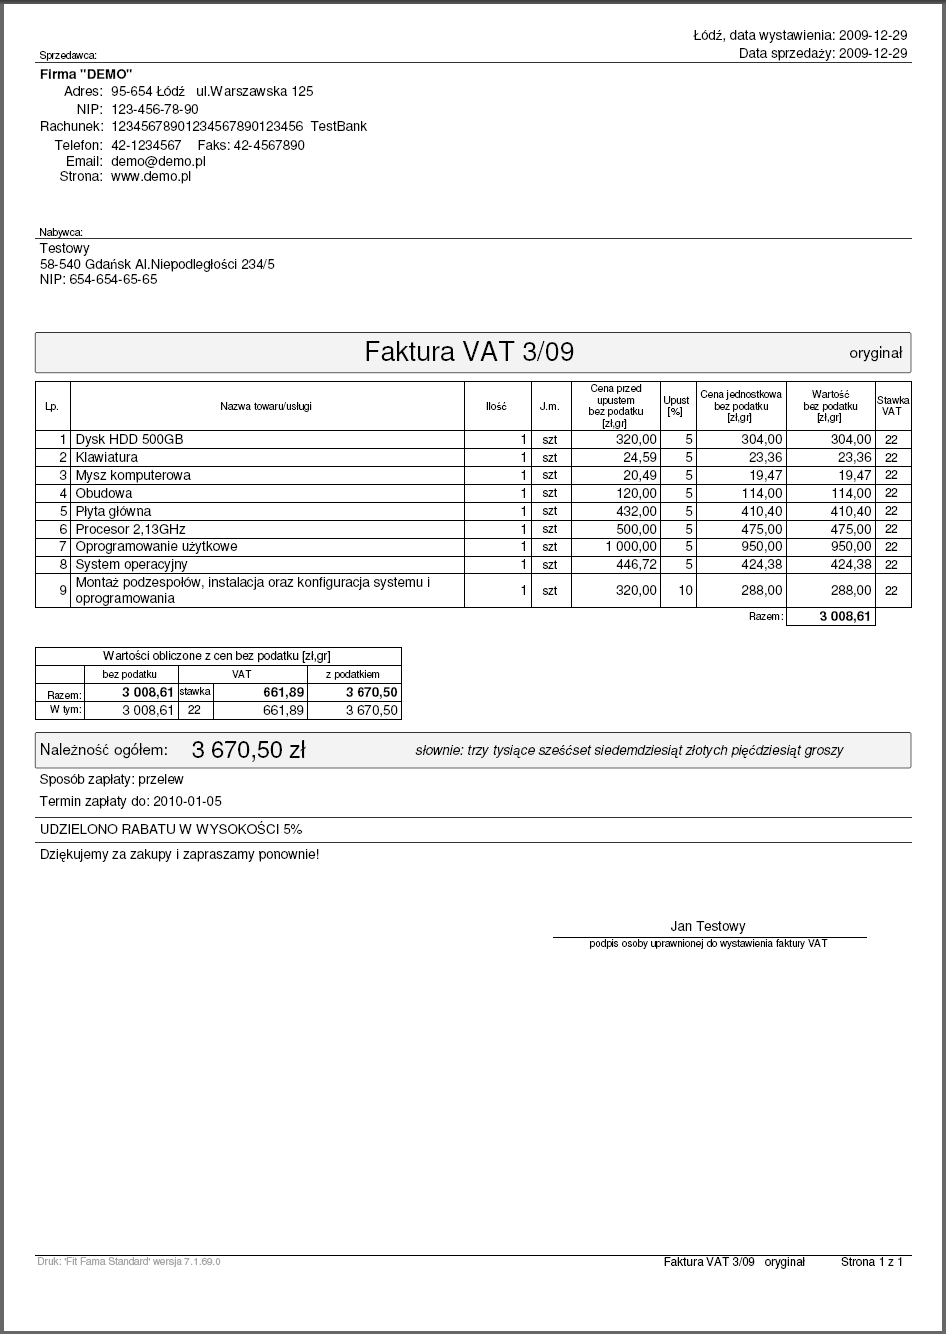 Łódź, data wystawienia: 2009-12-29
Data sprzedaży: 2009-12-29
Sprzedawca:
Firma "DEMO"
Adres: 95-654 Łódź ul.Warszawska 125
NIP: 123-456-78-90
Rachunek: 12345678901234567890123456 TestBank
Telefon: 42-1234567 Faks: 42-4567890
Email: demo@demo.pl
Strona: www.demo.pl
Nabywca:
Testowy
58-540 Gdańsk Al.Niepodległości 234/5
NIP: 654-654-65-65
Faktura VAT 3/09 oryginał
Lp. Nazwa towaru/usługi Ilość J.m. Cena przed upustem bez podatku [zł,gr] Upust [%] Cena jednostkowa bez podatku [zł,gr] Wartość bez podatku [zł,gr] Stawka VAT
1 Dysk HDD 500GB 1 szt 320,00 5 304,00 304,00 22
2 Klawiatura 1 szt 24,59 5 23,36 23,36 22
3 Mysz komputerowa 1 szt 20,49 5 19,47 19,47 22
4 Obudowa 1 szt 120,00 5 114,00 114,00 22
5 Płyta główna 1 szt 432,00 5 410,40 410,40 22
6 Procesor 2,13GHz 1 szt 500,00 5 475,00 475,00 22
7 Oprogramowanie użytkowe 1 szt 1 000,00 5 950,00 950,00 22
8 System operacyjny 1 szt 446,72 5 424,38 424,38 22
9 Montaż podzespołów, instalacja oraz konfiguracja systemu i
oprogramowania 1 szt 320,00 10 288,00 288,00 22
Razem: 3 008,61
Wartości obliczone z cen bez podatku [zł,gr]
bez podatku VAT z podatkiem
Razem: 3 008,61 stawka 661,89 3 670,50
W tym: 3 008,61 22 661,89 3 670,50
Należność ogółem: 3 670,50 zł słownie: trzy tysiące sześćset siedemdziesiąt złotych pięćdziesiąt groszy
Sposób zapłaty: przelew
Termin zapłaty do: 2010-01-05
UDZIELONO RABATU W WYSOKOŚCI 5%
Dziękujemy za zakupy i zapraszamy ponownie!
Jan Testowy
podpis osoby uprawnionej do wystawienia faktury VAT
Druk: 'Fit Fama Standard' wersja 7.1.69.0 Faktura VAT 3/09 oryginał Strona 1 z 1